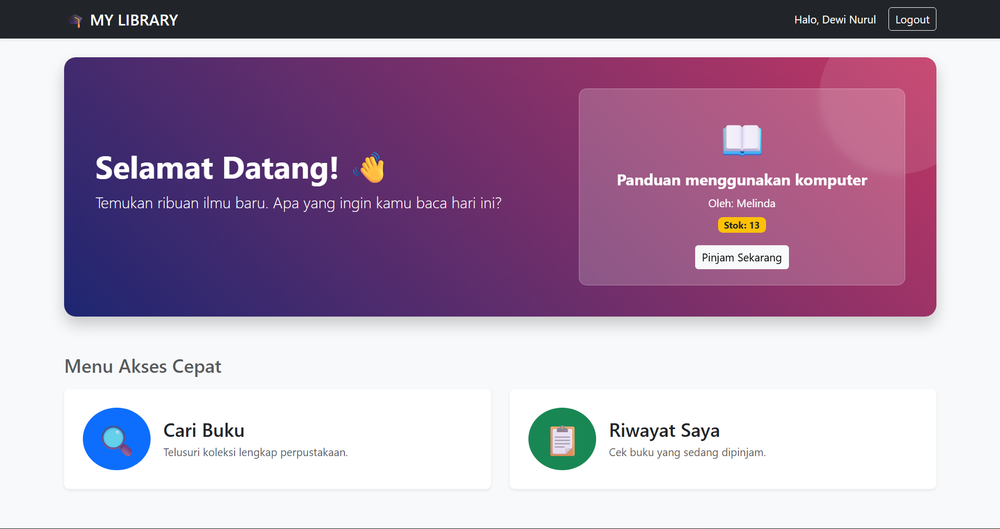 MY LIBRARY
Halo, Dewi Nurul
Logout
Selamat Datang! 👋
Temukan ribuan ilmu baru. Apa yang ingin kamu baca hari ini?
Panduan menggunakan komputer
Oleh: Melinda
Stok: 13
Pinjam Sekarang
Menu Akses Cepat
Cari Buku
Telusuri koleksi lengkap perpustakaan.
Riwayat Saya
Cek buku yang sedang dipinjam.